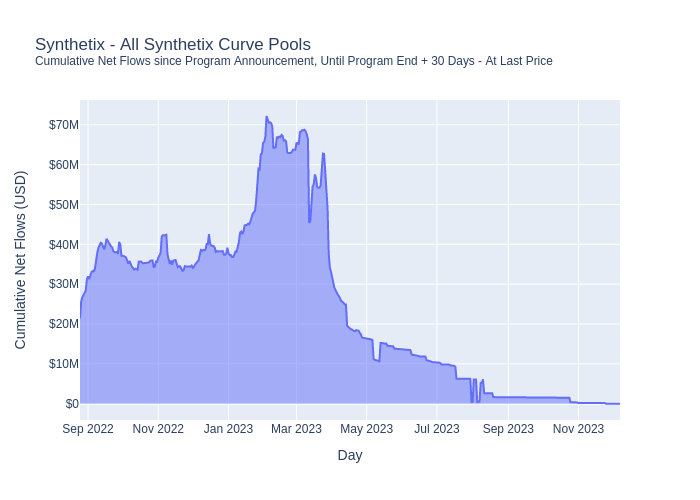 Synthetix - All Synthetix Curve Pools
Cumulative Net Flows since Program Announcement, Until Program End + 30 Days - At Last Price
Cumulative Net Flows (USD)
$70M
$60M
$50M
$40M
$30M
$20M
$10M
$0
Sep 2022 Nov 2022 Jan 2023 Mar 2023 May 2023 Jul 2023 Sep 2023 Nov 2023
Day